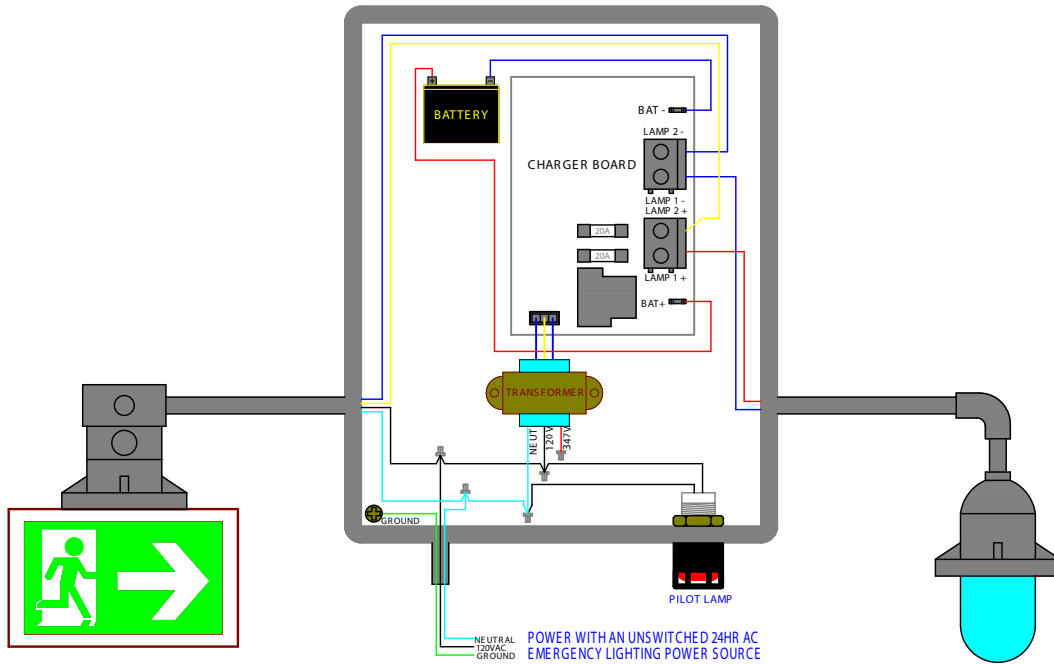 BATTERY
+
-
BAT -
LAMP 2 -
CHARGER BOARD
LAMP 1 -
LAMP 2 +
20A
20A
LAMP 1 +
BAT+
TRANSFORMER
NEUT
120 V
347V
GROUND
PILOT LAMP
NEUTRAL
120VAC
GROUND
POWER WITH AN UNSWITCHED 24HR AC
EMERGENCY LIGHTING POWER SOURCE